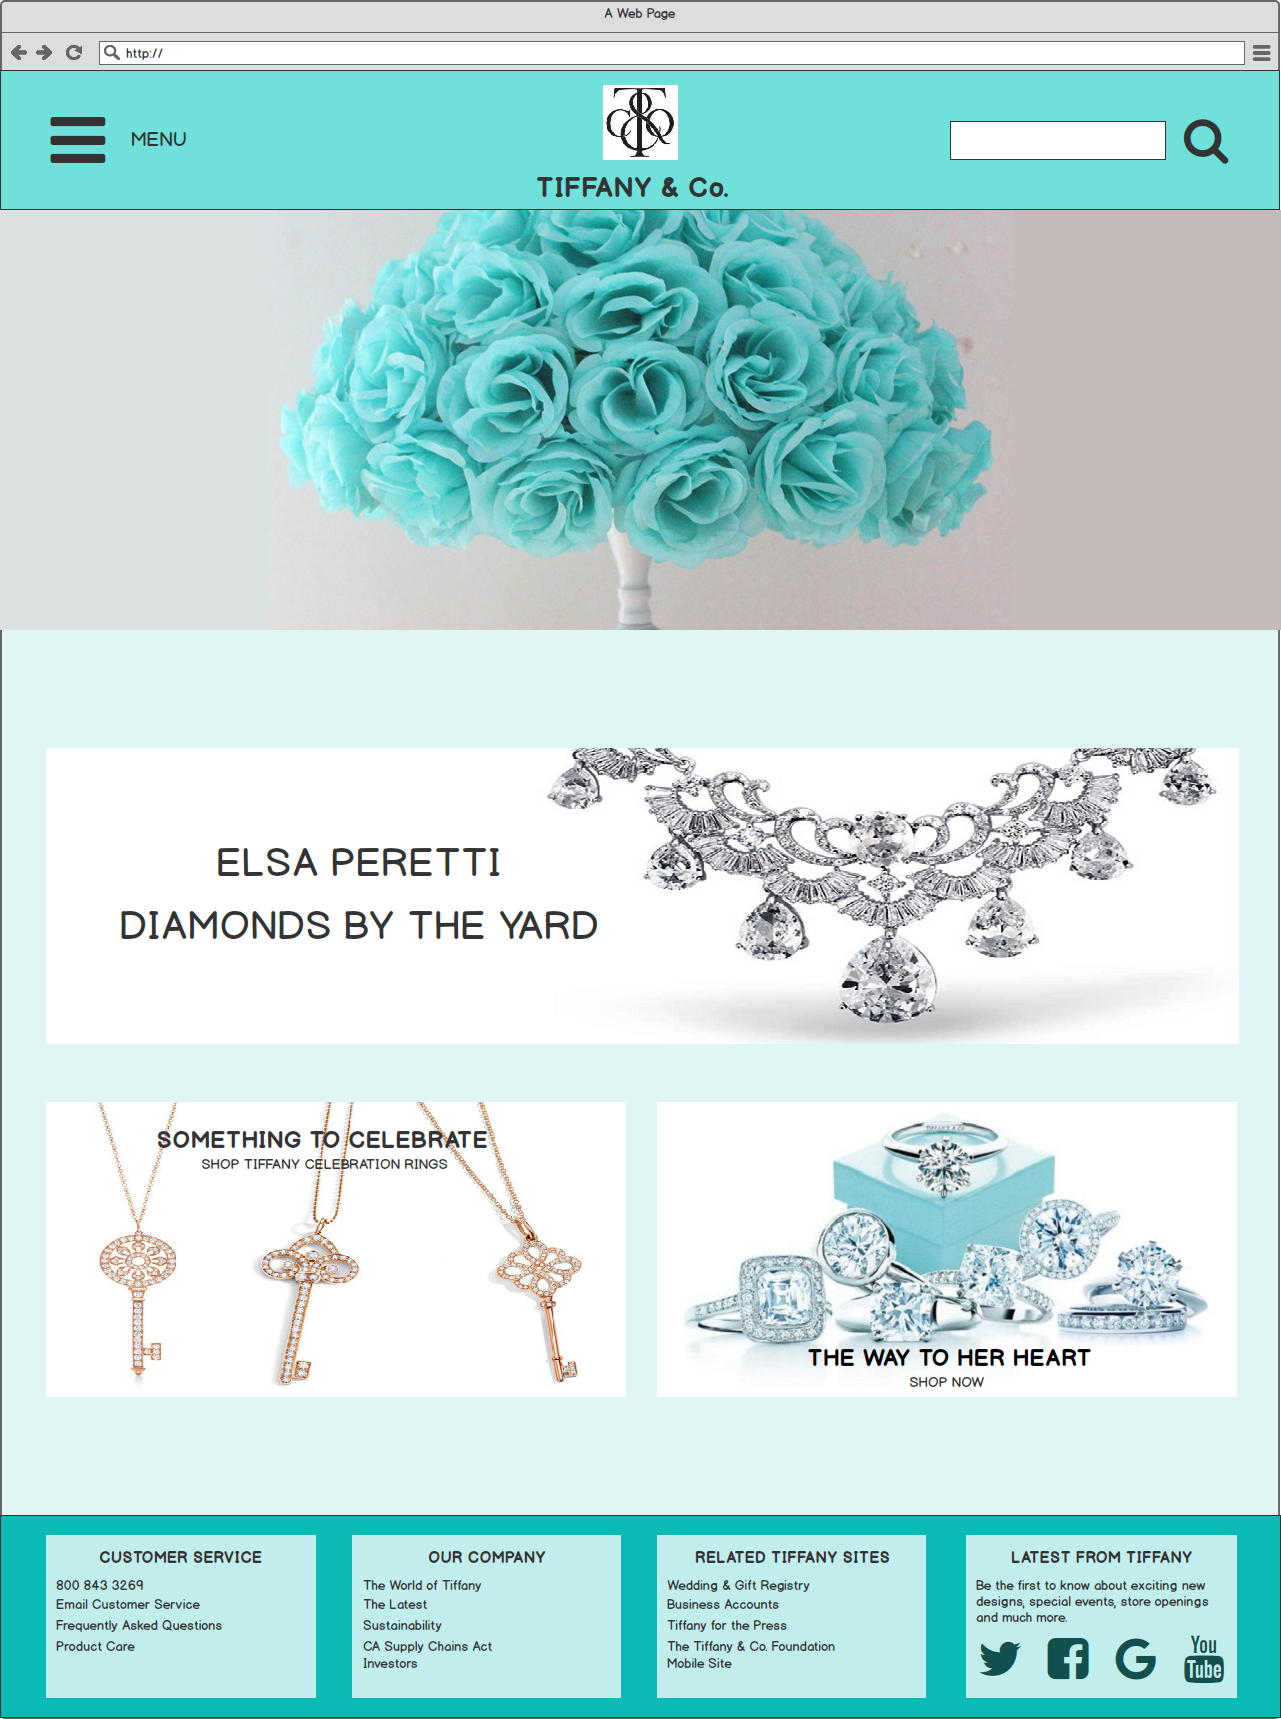 A Web Page
http://
MENU
T&CO
TIFFANY & Co.
ELSA PERETTI
DIAMONDS BY THE YARD
SOMETHING TO CELEBRATE
SHOP TIFFANY CELEBRATION RINGS
TIFFANY & CO
THE WAY TO HER HEART
SHOP NOW
CUSTOMER SERVICE
800 843 3269
Email Customer Service
Frequently Asked Questions
Product Care
OUR COMPANY
The World of Tiffany
The Latest
Sustainability
CA Supply Chains Act
Investors
RELATED TIFFANY SITES
Wedding & Gift Registry
Business Accounts
Tiffany for the Press
The Tiffany & Co. Foundation
Mobile Site
LATEST FROM TIFFANY
Be the first to know about exciting new
designs, special events, store openings
and much more.
You
Tube